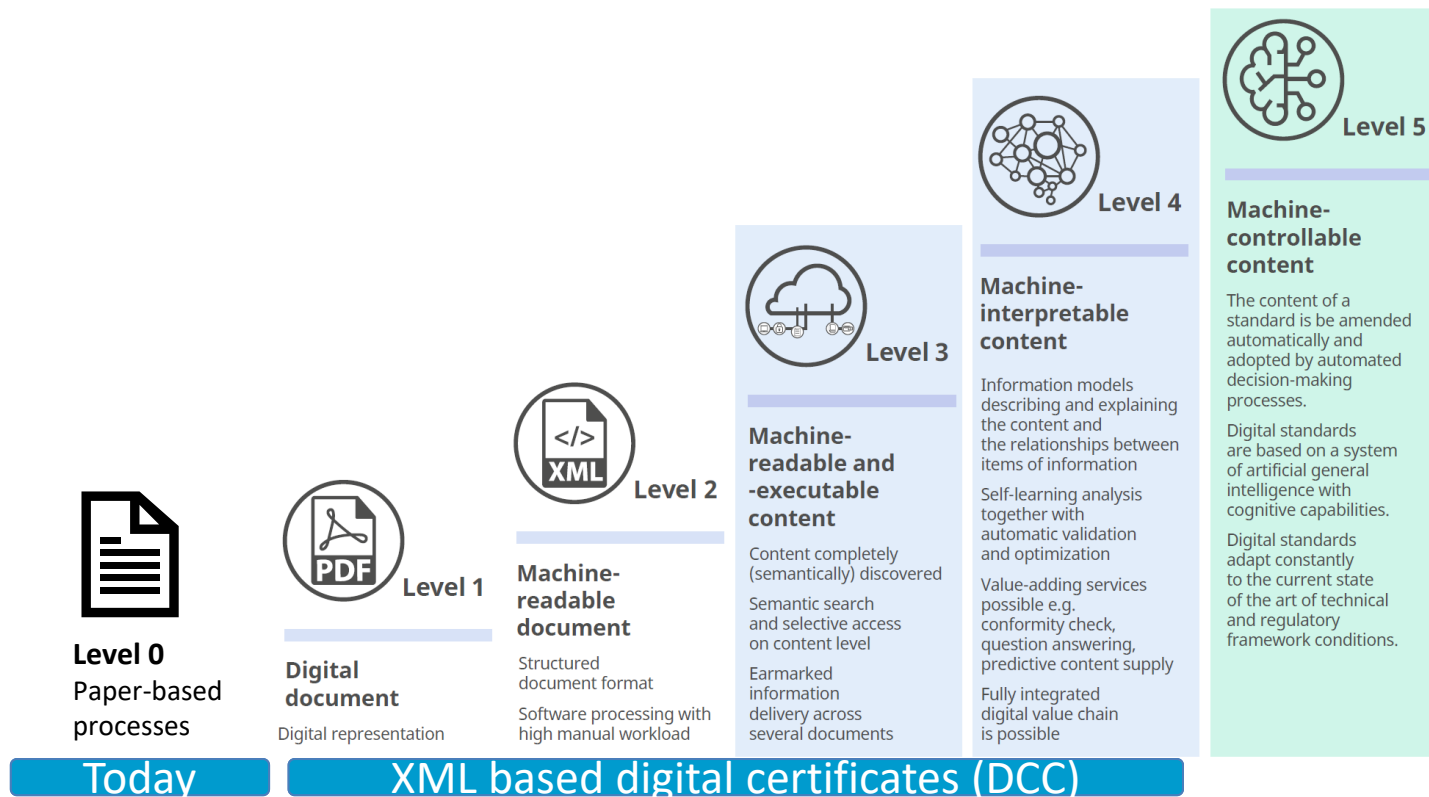 Level 0
Paper-based
processes
PDF
Level 1
Digital
document
Digital representation
</>
XML
Level 2
Machine-
readable
document
Structured
document format
Software processing with
high manual workload
Level 3
Machine-
readable and
-executable
content
Content completely
(semantically) discovered
Semantic search
and selective access
on content level
Earmarked
information
delivery across
several documents
Level 4
Machine-
interpretable
content
Information models
describing and explaining
the content and
the relationships between
items of information
Self-learning analysis
together with
automatic validation
and optimization
Value-adding services
possible e.g.
conformity check,
question answering,
predictive content supply
Fully integrated
digital value chain
is possible
Level 5
Machine-
controllable
content
The content of a
standard is be amended
automatically and
adopted by automated
decision-making
processes.
Digital standards
are based on a system
of artificial general
intelligence with
cognitive capabilities.
Digital standards
adapt constantly
to the current state
of the art of technical
and regulatory
framework conditions.
Today
XML based digital certificates (DCC)